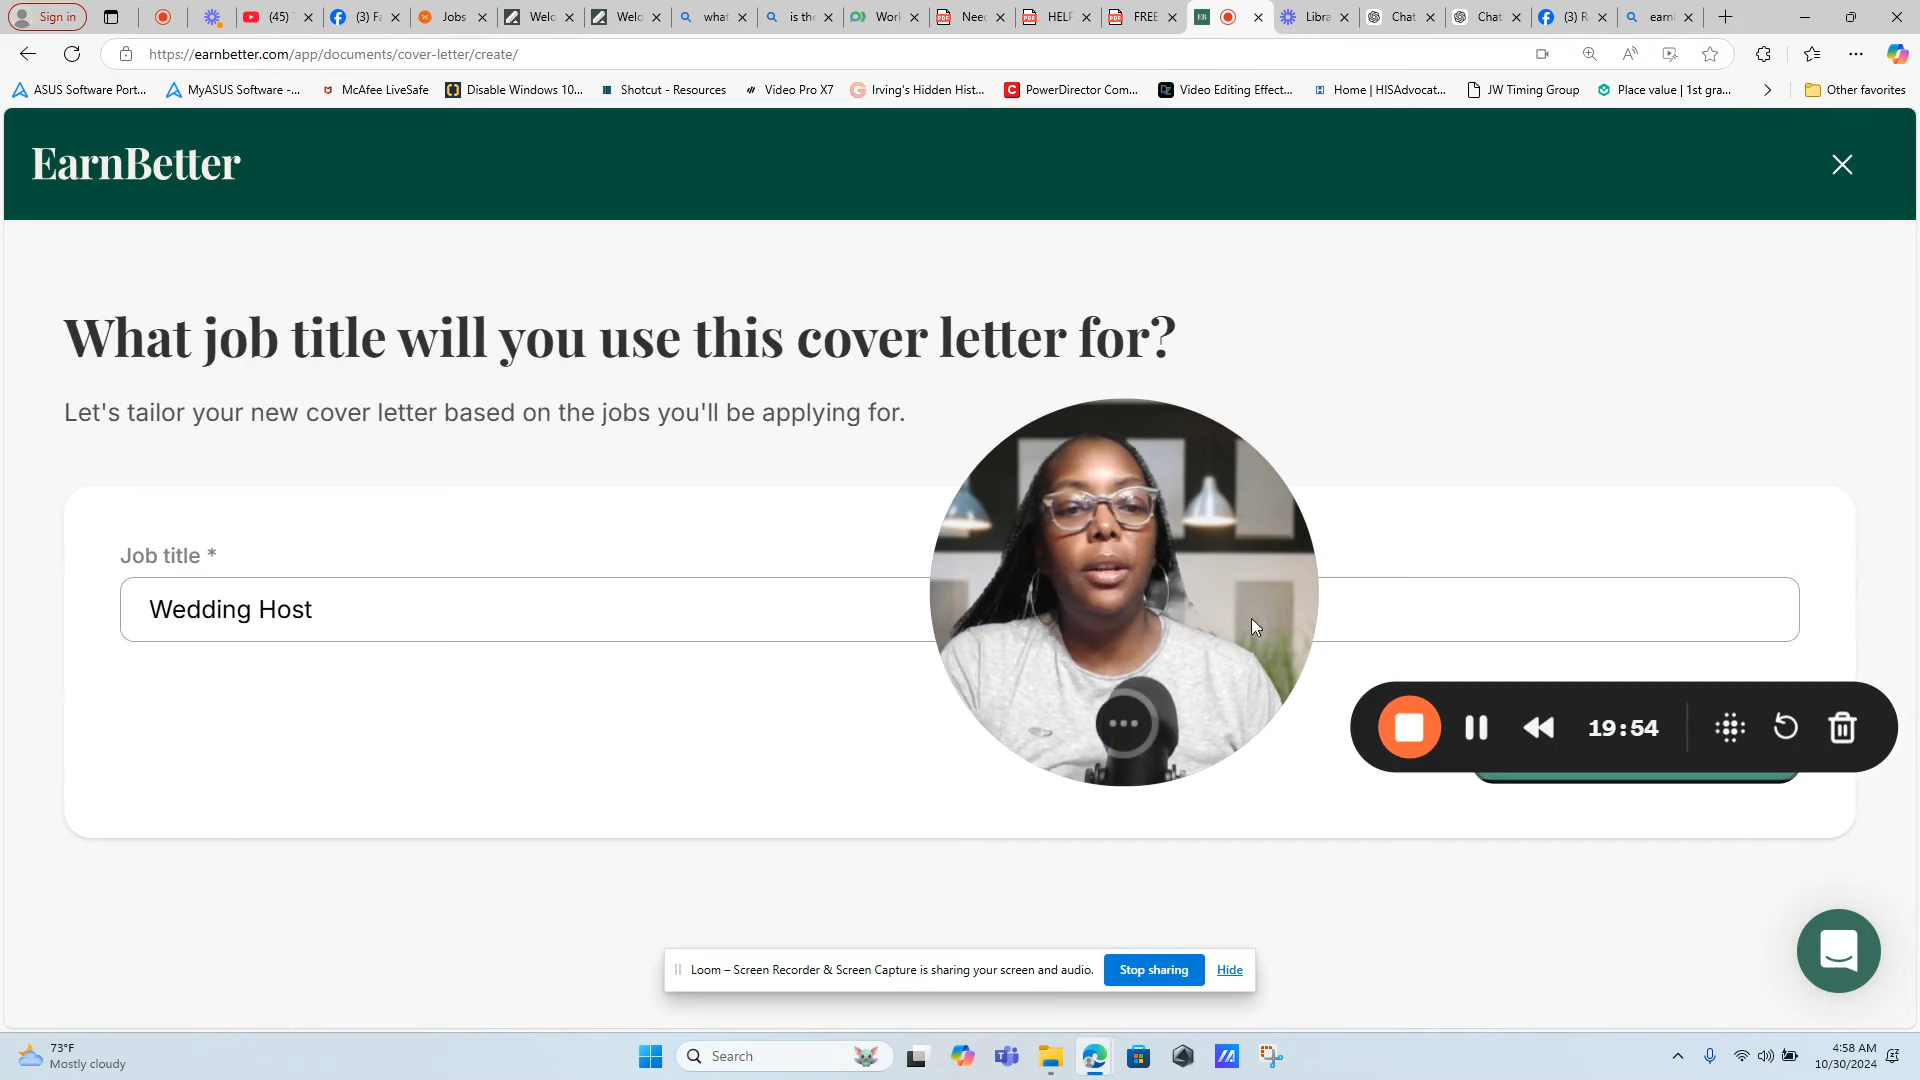 Sign in
(45) T
(3) Fa
Jobs
Welc
Welc
what
is the
Worl
Neec
HELP
FREE
Libra
Chat
Chat
(3) R
earn
https://earnbetter.com/app/documents/cover-letter/create/
ASUS Software Port...
MyASUS Software -...
McAfee LiveSafe
Disable Windows 10...
Shotcut - Resources
Video Pro X7
Irving's Hidden Hist...
PowerDirector Com...
Video Editing Effect...
Home | HISAdvocat...
JW Timing Group
Place value | 1st gra...
Other favorites
EarnBetter
What job title will you use this cover letter for?
Let's tailor your new cover letter based on the jobs you'll be applying for.
Job title *
Wedding Host
19:54
Loom – Screen Recorder & Screen Capture is sharing your screen and audio.
Stop sharing
Hide
73°F
Mostly cloudy
Search
4:58 AM
10/30/2024